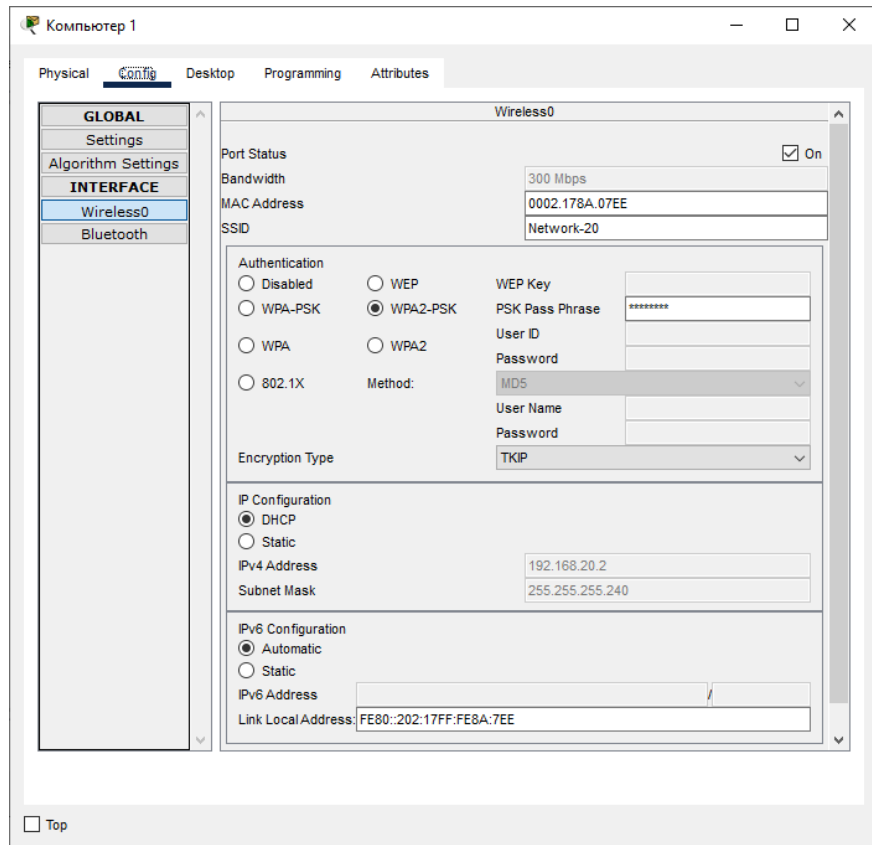 Компьютер 1
Physical Config Desktop Programming Attributes
GLOBAL
Settings
Algorithm Settings
INTERFACE
Wireless0
Bluetooth
Wireless0
Port Status On
Bandwidth 300 Mbps
MAC Address 0002.178A.07EE
SSID Network-20
Authentication
Disabled WEP WEP Key
WPA-PSK WPA2-PSK PSK Pass Phrase ********
User ID
WPA WPA2
Password
802.1X Method: MD5
User Name
Password
Encryption Type TKIP
IP Configuration
DHCP
Static
IPv4 Address 192.168.20.2
Subnet Mask 255.255.255.240
IPv6 Configuration
Automatic
Static
IPv6 Address /
Link Local Address: FE80::202:17FF:FE8A:7EE
Top